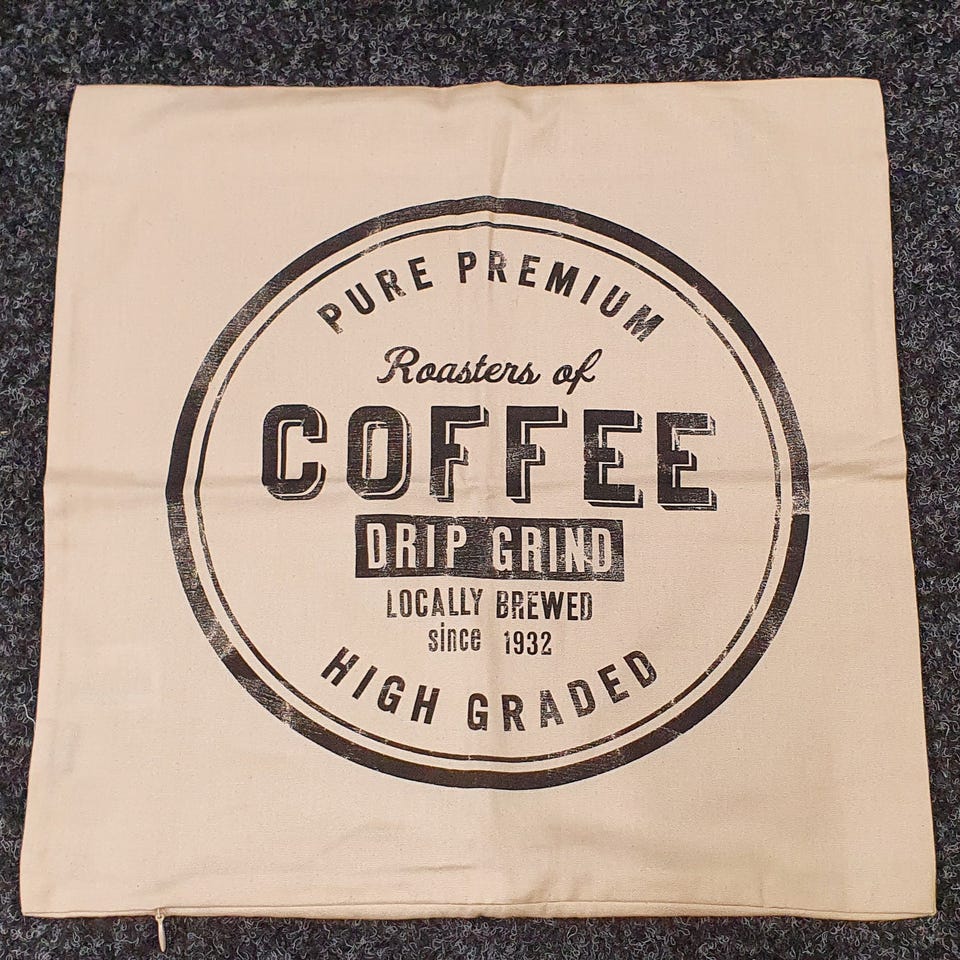 PURE PREMIUM
Roasters of
COFFEE
DRIP GRIND
LOCALLY BREWED
since 1932
HIGH GRADED